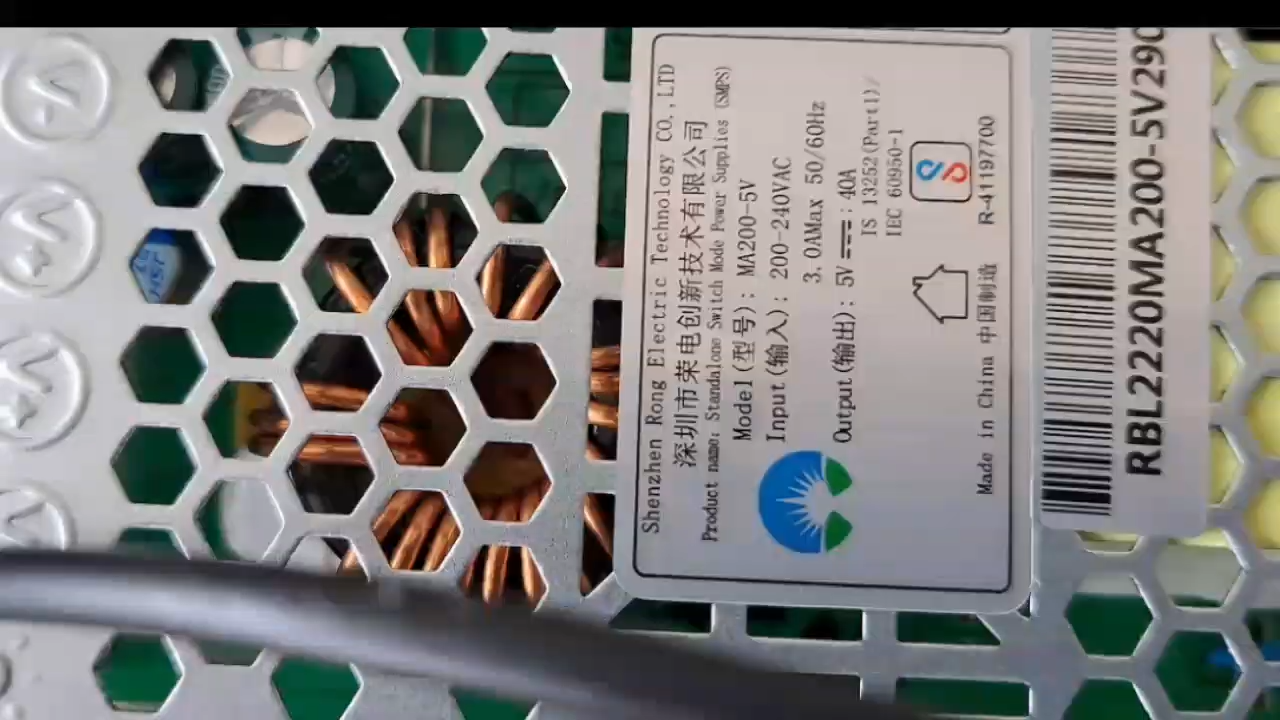 Shenzhen Rong Electric Technology CO., LTD
深圳市荣电创新技术有限公司
Product name: Standalone Switch Mode Power Supplies (SMPS)
Model(型号): MA200-5V
Input(输入): 200-240VAC
3.0AMax 50/60Hz
Output(输出): 5V⎓: 40A
IS 13252(Part1)/
IEC 60950-1
R-41197700
Made in China 中国制造
RBL2220MA200-5V290